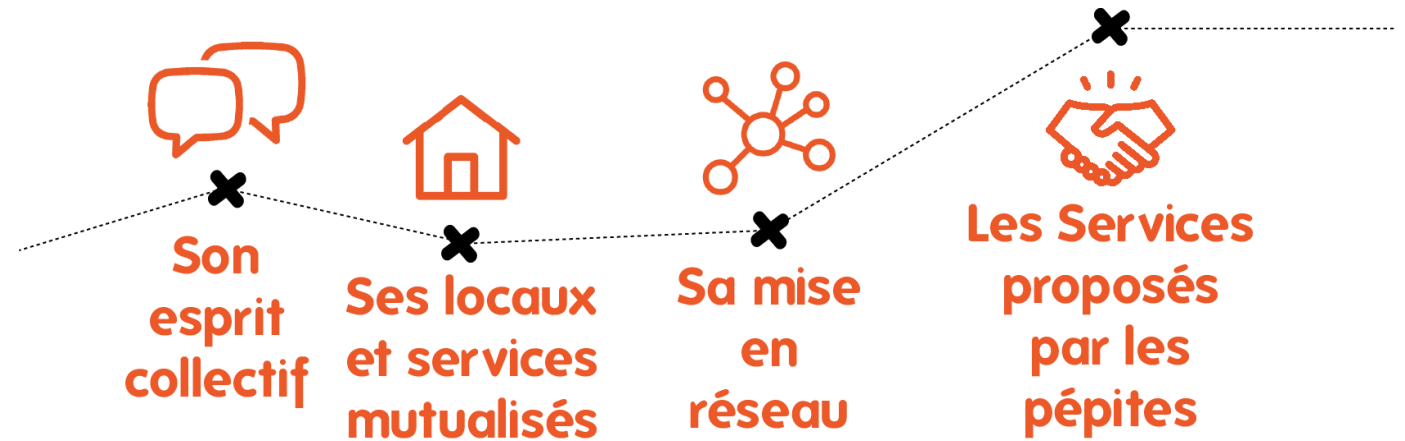 Son
esprit
collectif
Ses locaux
et services
mutualisés
Sa mise
en
réseau
Les Services
proposés
par les
pépites